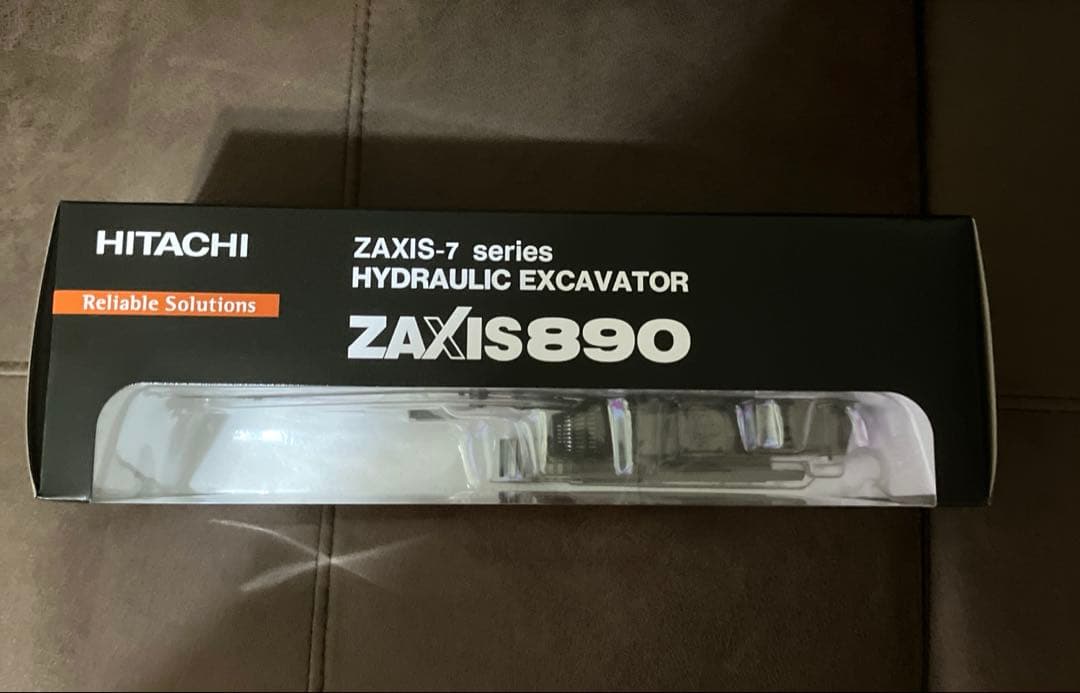 HITACHI
Reliable Solutions
ZAXIS-7 series
HYDRAULIC EXCAVATOR
ZAXIS890